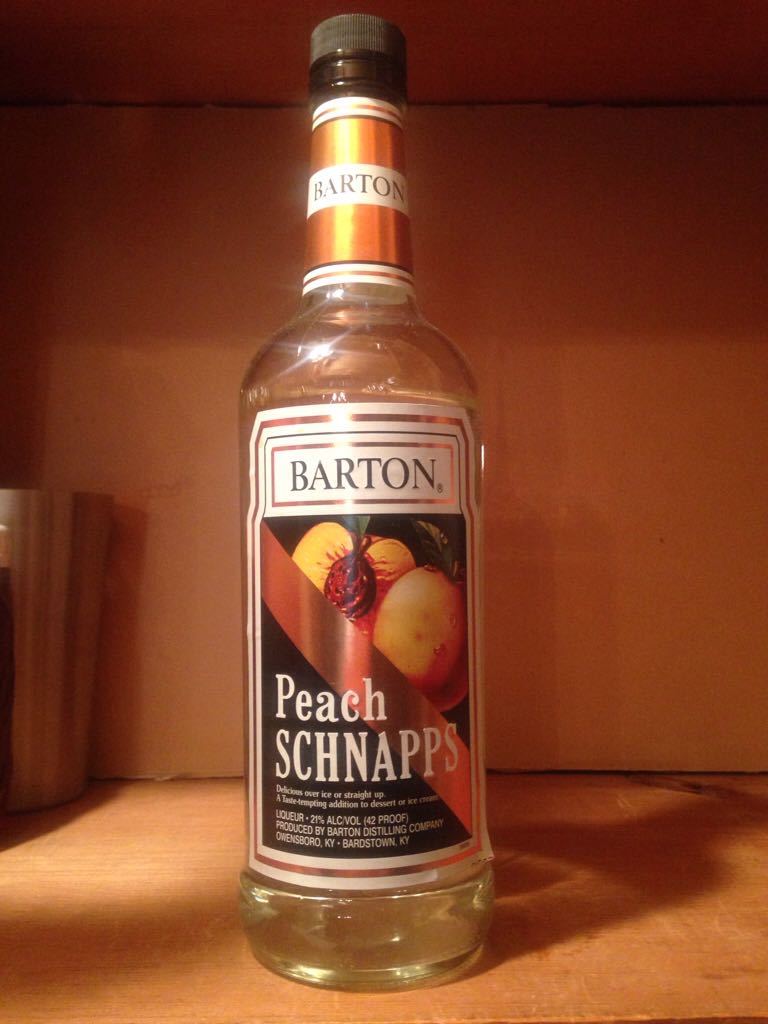 BARTON
BARTON®
Peach
SCHNAPPS
Delicious over ice or straight up.
A Taste-tempting addition to dessert or ice cream.
LIQUEUR • 21% ALC/VOL (42 PROOF)
PRODUCED BY BARTON DISTILLING COMPANY
OWENSBORO, KY • BARDSTOWN, KY